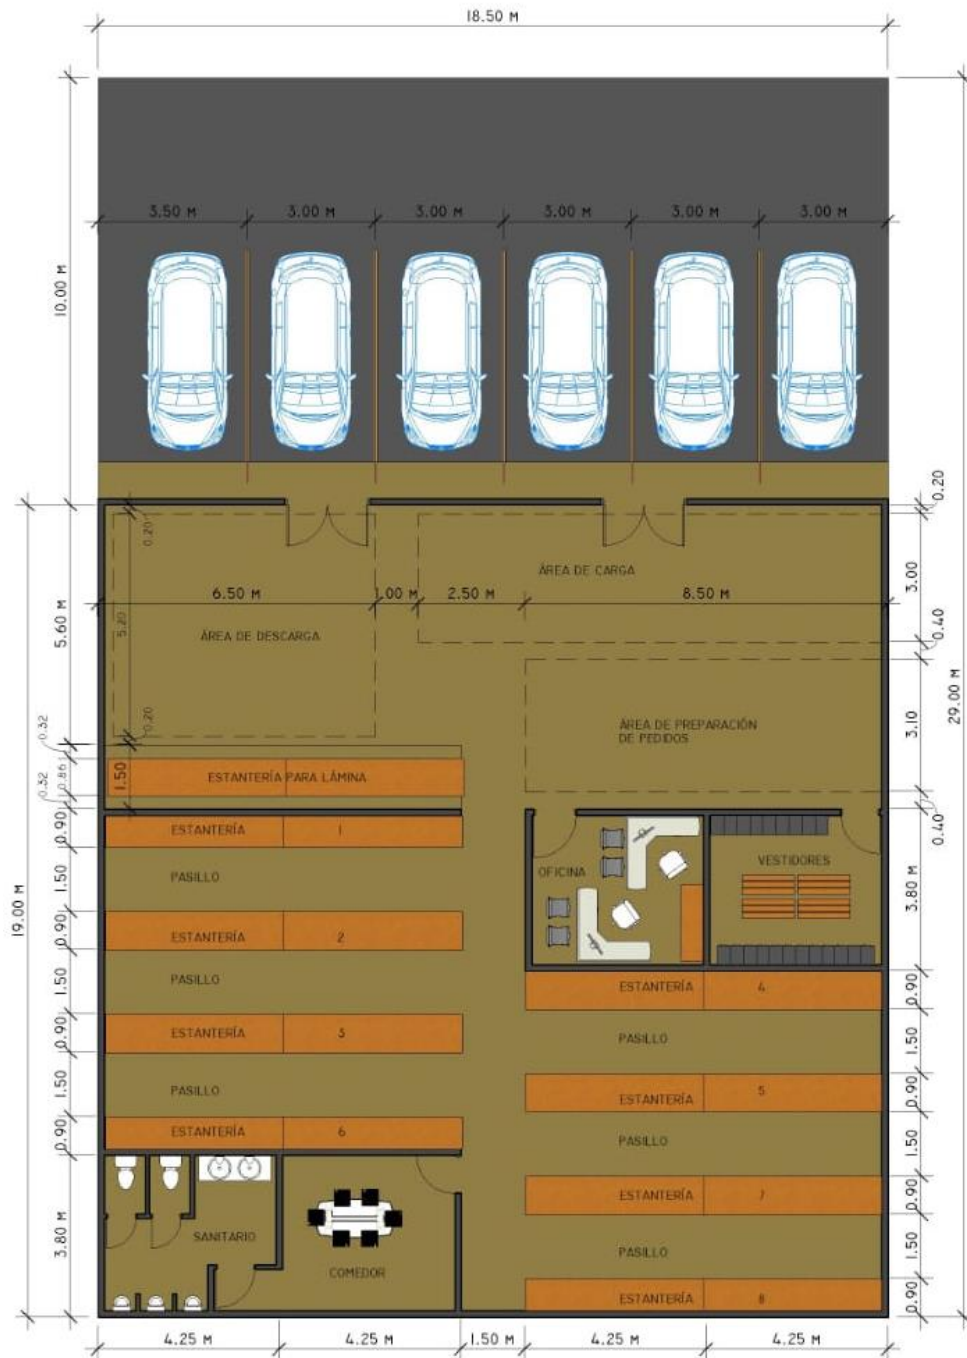 18.50 M
3.50 M 3.00 M 3.00 M 3.00 M 3.00 M 3.00 M
10.00 M
0.20
0.20
ÁREA DE CARGA
3.00
6.50 M 1.00 M 2.50 M 8.50 M
5.60 M
5.20
ÁREA DE DESCARGA
0.40
29.00 M
0.20
ÁREA DE PREPARACIÓN
DE PEDIDOS
3.10
0.32
0.86
0.32
1.50
ESTANTERÍA PARA LÁMINA
0.40
0.90
ESTANTERÍA 1
1.50
PASILLO
OFICINA
VESTIDORES
3.80 M
19.00 M
0.90
ESTANTERÍA 2
1.50
PASILLO
ESTANTERÍA 4
0.90
0.90
ESTANTERÍA 3
PASILLO
1.50
1.50
PASILLO
ESTANTERÍA 5
0.90
0.90
ESTANTERÍA 6
PASILLO
1.50
ESTANTERÍA 7
0.90
3.80 M
SANITARIO
COMEDOR
PASILLO
1.50
ESTANTERÍA 8
0.90
4.25 M 4.25 M 1.50 M 4.25 M 4.25 M